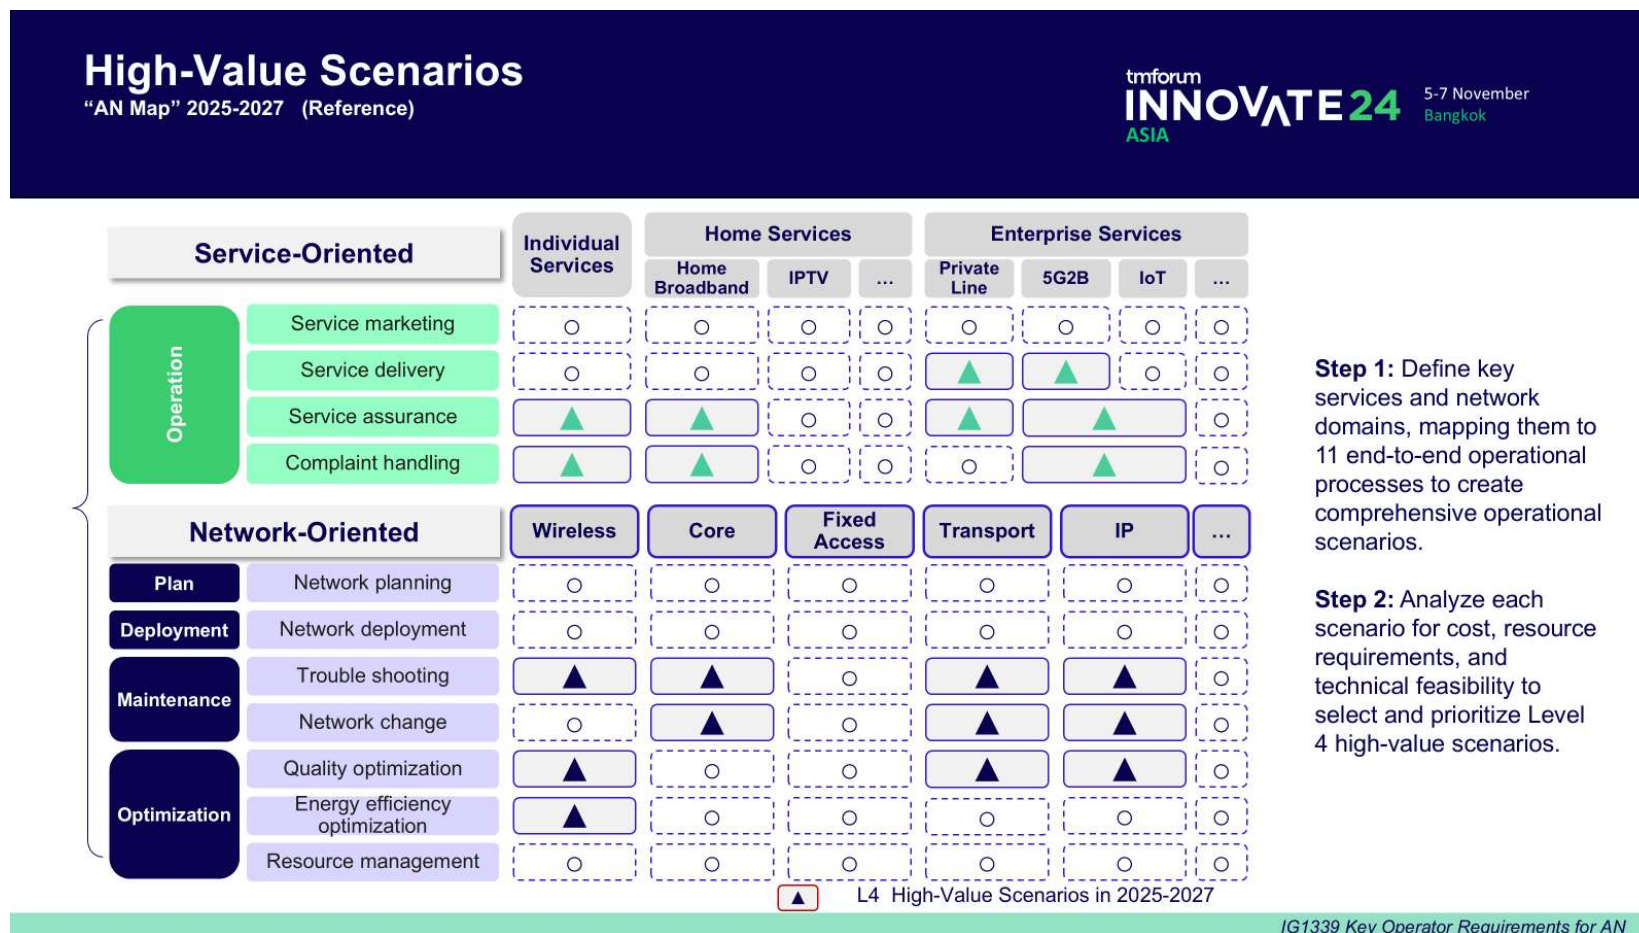 High-Value Scenarios
“AN Map” 2025-2027 (Reference)
tmforum
INNOVATE24
ASIA
5-7 November
Bangkok
Service-Oriented
Individual
Services
Home Services
Enterprise Services
Home
Broadband
IPTV
...
Private
Line
5G2B
IoT
...
Operation
Service marketing
Service delivery
Service assurance
Complaint handling
Network-Oriented
Wireless
Core
Fixed
Access
Transport
IP
...
Plan
Network planning
Deployment
Network deployment
Maintenance
Trouble shooting
Network change
Optimization
Quality optimization
Energy efficiency
optimization
Resource management
L4 High-Value Scenarios in 2025-2027
Step 1: Define key
services and network
domains, mapping them to
11 end-to-end operational
processes to create
comprehensive operational
scenarios.
Step 2: Analyze each
scenario for cost, resource
requirements, and
technical feasibility to
select and prioritize Level
4 high-value scenarios.
IG1339 Key Operator Requirements for AN